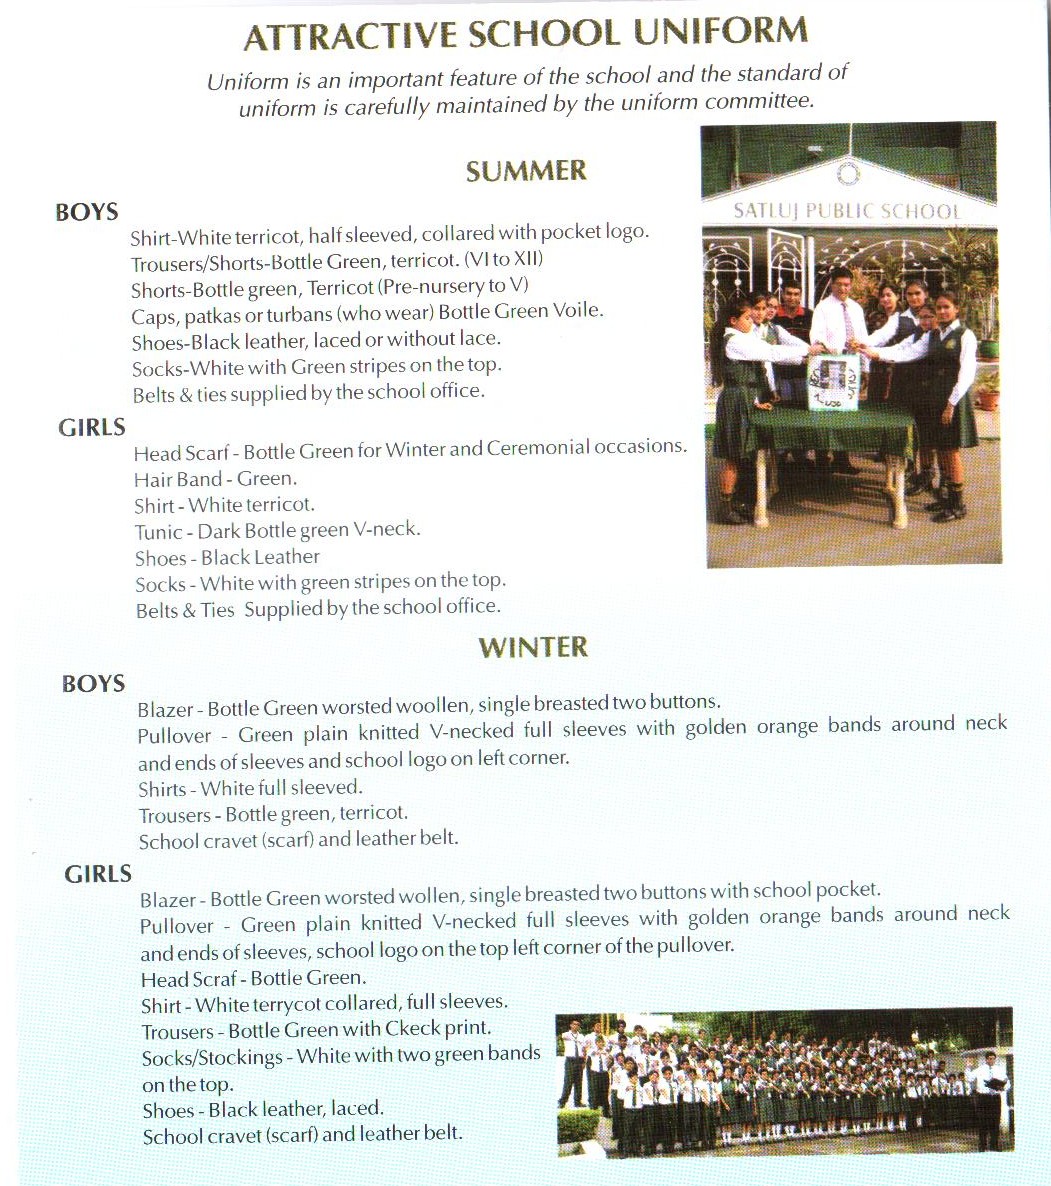 ATTRACTIVE SCHOOL UNIFORM
Uniform is an important feature of the school and the standard of
uniform is carefully maintained by the uniform committee.
SUMMER
BOYS
Shirt-White terricot, half sleeved, collared with pocket logo.
Trousers/Shorts-Bottle Green, terricot. (VI to XII)
Shorts-Bottle green, Terricot (Pre-nursery to V)
Caps, patkas or turbans (who wear) Bottle Green Voile.
Shoes-Black leather, laced or without lace.
Socks-White with Green stripes on the top.
Belts & ties supplied by the school office.
SATLUJ PUBLIC SCHOOL
GIRLS
Head Scarf - Bottle Green for Winter and Ceremonial occasions.
Hair Band - Green.
Shirt - White terricot.
Tunic - Dark Bottle green V-neck.
Shoes - Black Leather
Socks - White with green stripes on the top.
Belts & Ties Supplied by the school office.
WINTER
BOYS
Blazer - Bottle Green worsted woollen, single breasted two buttons.
Pullover - Green plain knitted V-necked full sleeves with golden orange bands around neck
and ends of sleeves and school logo on left corner.
Shirts - White full sleeved.
Trousers - Bottle green, terricot.
School cravet (scarf) and leather belt.
GIRLS
Blazer - Bottle Green worsted wollen, single breasted two buttons with school pocket.
Pullover - Green plain knitted V-necked full sleeves with golden orange bands around neck
and ends of sleeves, school logo on the top left corner of the pullover.
Head Scraf - Bottle Green.
Shirt - White terrycot collared, full sleeves.
Trousers - Bottle Green with Ckeck print.
Socks/Stockings - White with two green bands
on the top.
Shoes - Black leather, laced.
School cravet (scarf) and leather belt.